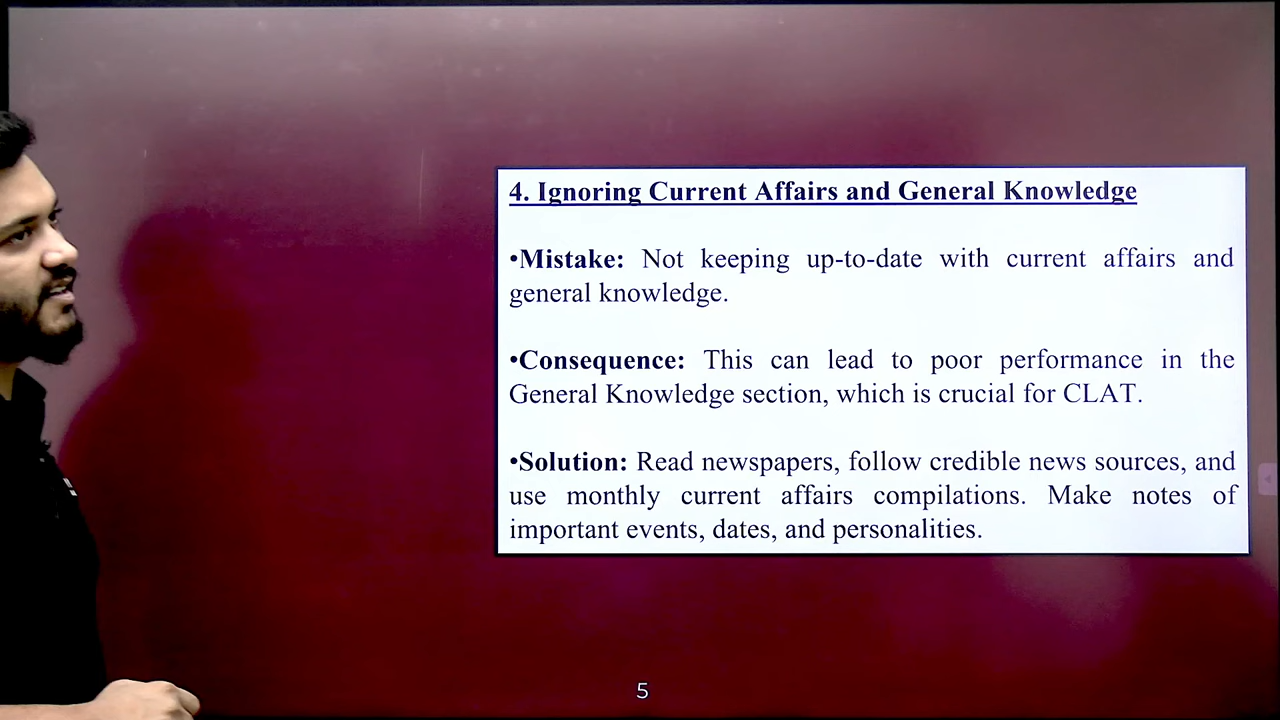 4. Ignoring Current Affairs and General Knowledge
•Mistake: Not keeping up-to-date with current affairs and
general knowledge.
•Consequence: This can lead to poor performance in the
General Knowledge section, which is crucial for CLAT.
•Solution: Read newspapers, follow credible news sources, and
use monthly current affairs compilations. Make notes of
important events, dates, and personalities.
5